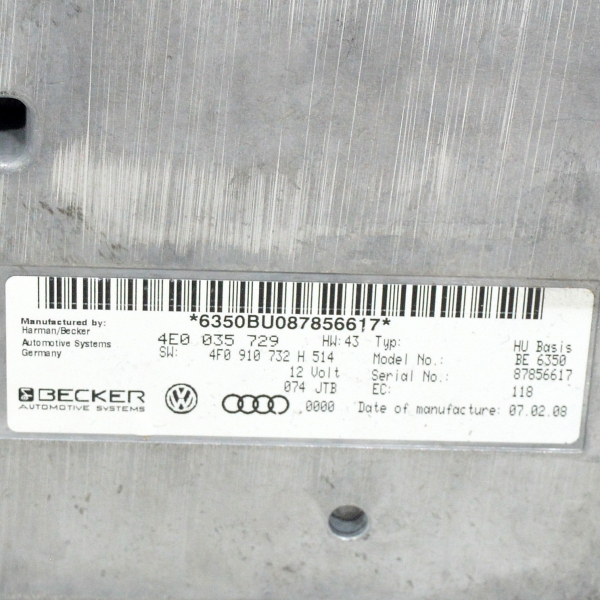 *6350BU087856617*
Manufactured by:
Harman/Becker
Automotive Systems
Germany
4E0 035 729 HW:43 Typ: HU Basis
SW: 4F0 910 732 H 514 Model No.: BE 6350
12 Volt Serial No.: 87856617
074 JTB EC: 118
BECKER
AUTOMOTIVE SYSTEMS
VW
0000 Date of manufacture: 07.02.08